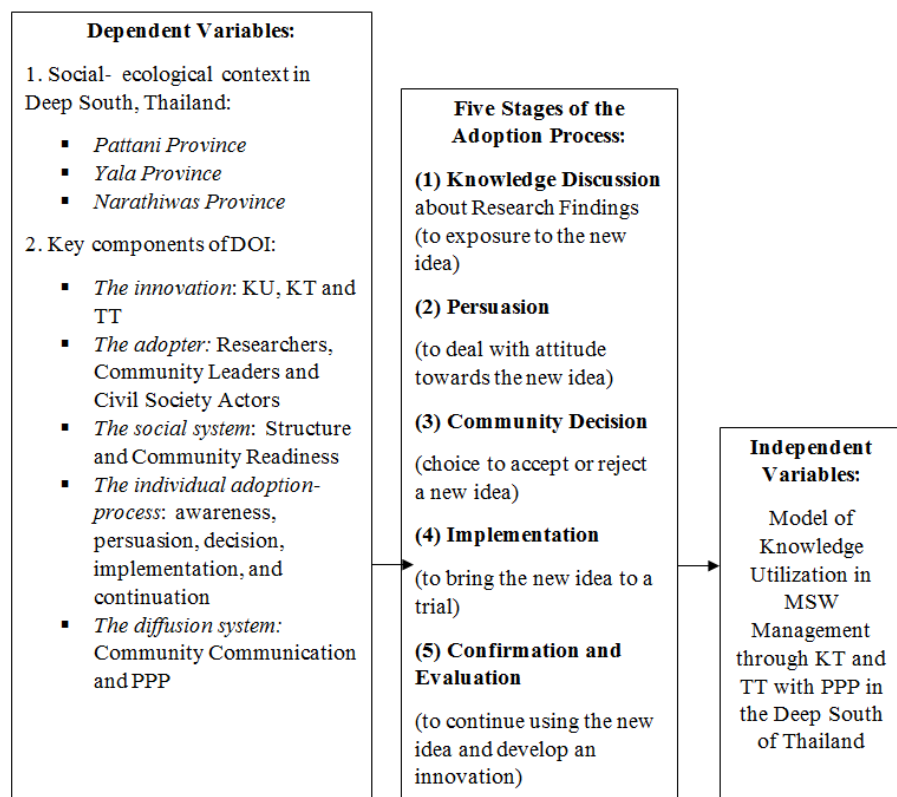 Dependent Variables:
1. Social- ecological context in
Deep South, Thailand:
▪ Pattani Province
▪ Yala Province
▪ Narathiwas Province
2. Key components of DOI:
▪ The innovation: KU, KT and
TT
▪ The adopter: Researchers,
Community Leaders and
Civil Society Actors
▪ The social system: Structure
and Community Readiness
▪ The individual adoption-
process: awareness,
persuasion, decision,
implementation, and
continuation
▪ The diffusion system:
Community Communication
and PPP
Five Stages of the
Adoption Process:
(1) Knowledge Discussion
about Research Findings
(to exposure to the new
idea)
(2) Persuasion
(to deal with attitude
towards the new idea)
(3) Community Decision
(choice to accept or reject
a new idea)
(4) Implementation
(to bring the new idea to a
trial)
(5) Confirmation and
Evaluation
(to continue using the new
idea and develop an
innovation)
Independent
Variables:
Model of
Knowledge
Utilization in
MSW
Management
through KT and
TT with PPP in
the Deep South
of Thailand